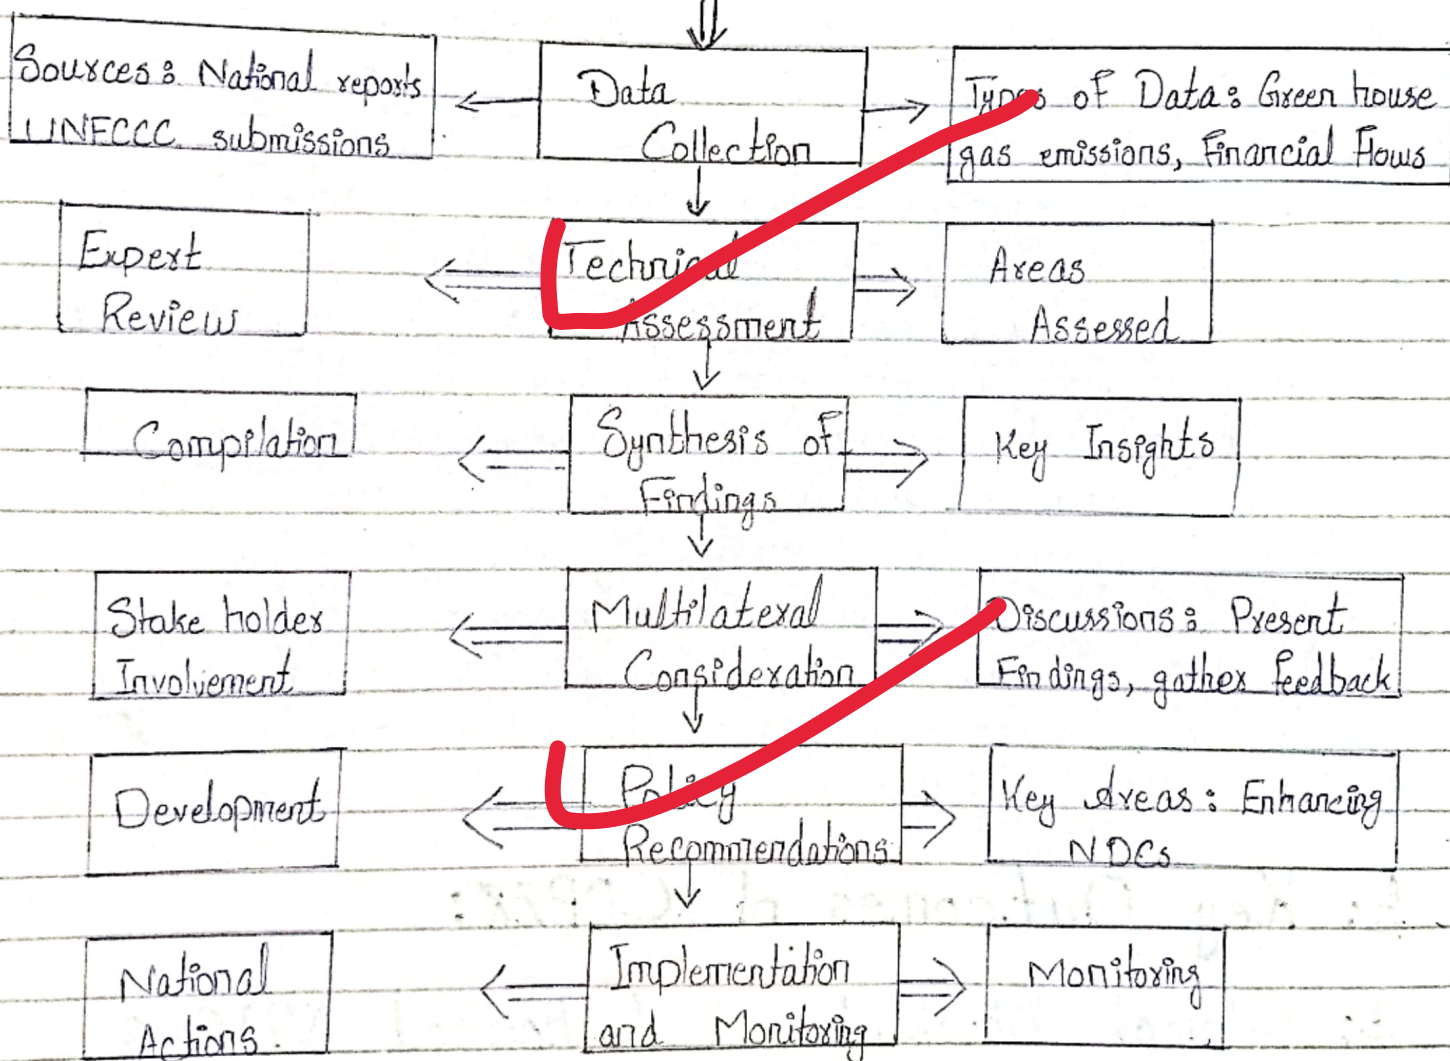 Sources: National reports
UNFCCC submissions
Data
Collection
Types of Data: Green house
gas emissions, Financial Flows
Expert
Review
Technical
Assessment
Areas
Assessed
Compilation
Synthesis of
Findings
Key Insights
Stake holder
Involvement
Multilateral
Consideration
Discussions: Present
Findings, gather feedback
Development
Policy
Recommendations
Key Areas: Enhancing
NDCs
National
Actions.
Implementation
and Monitoring
Monitoring